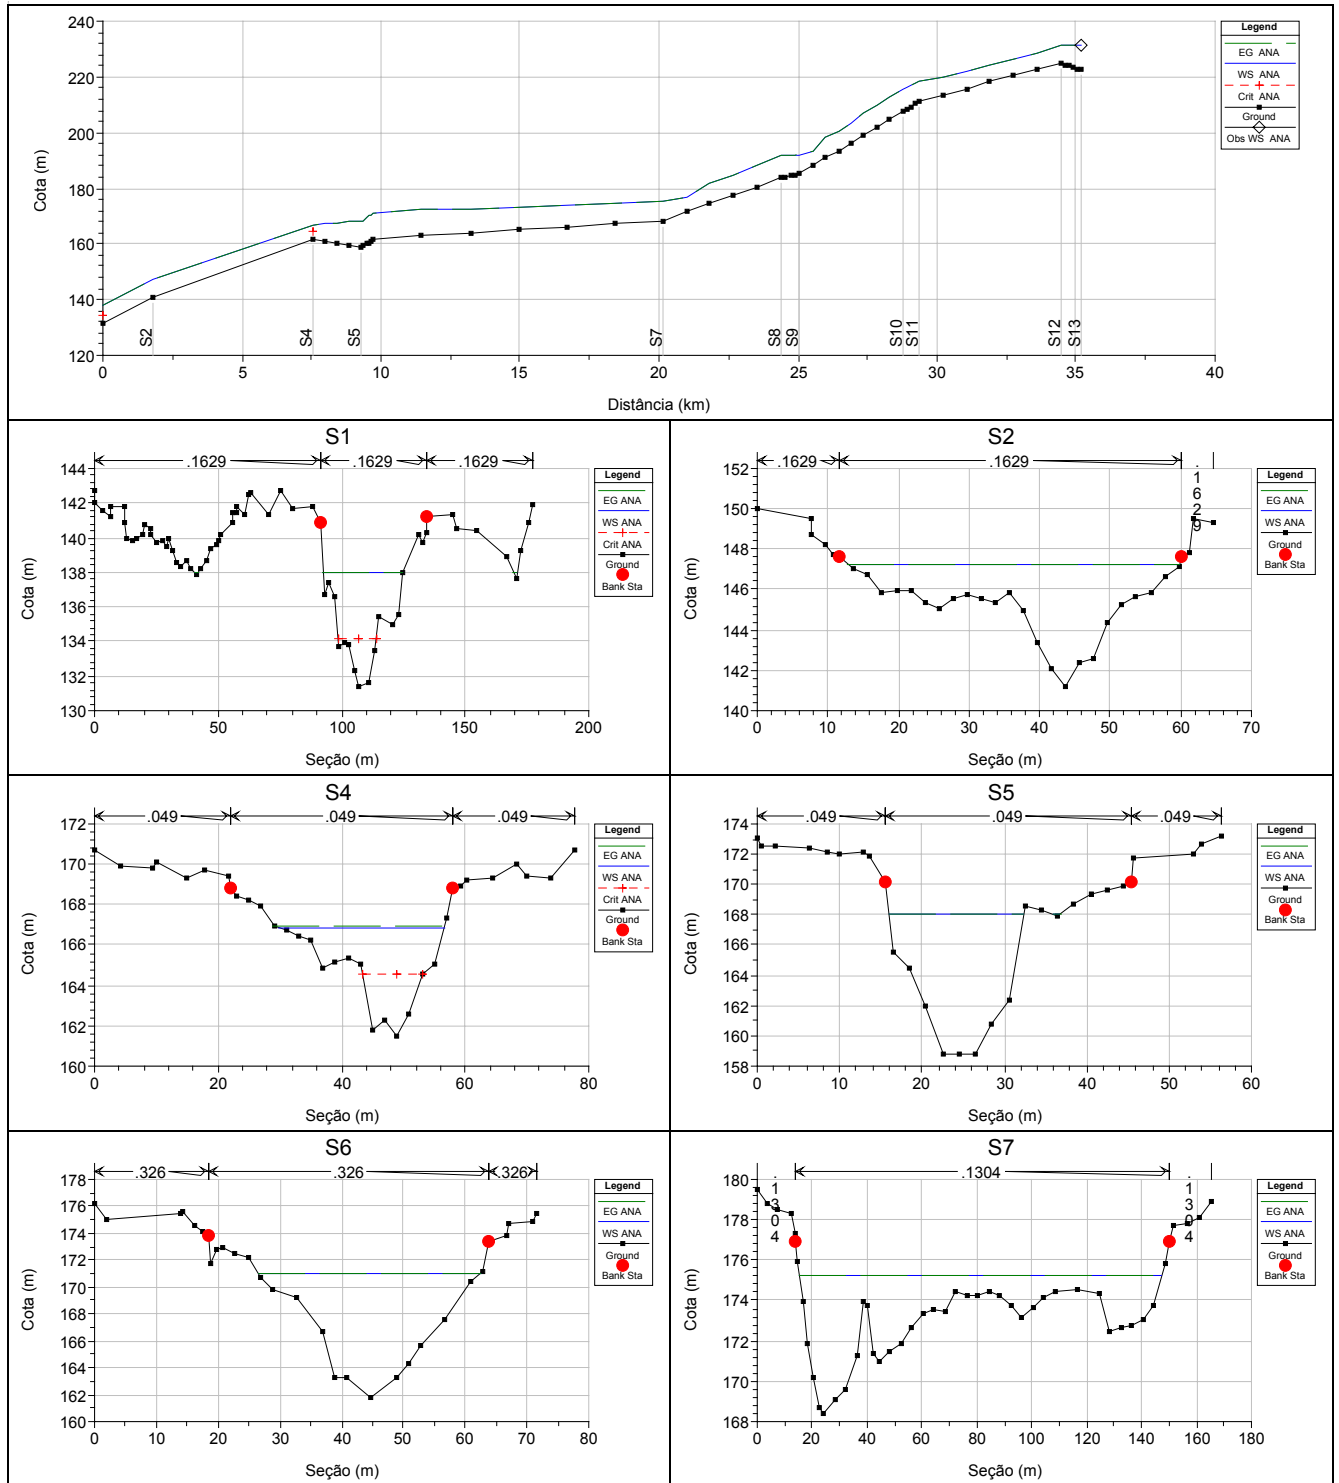 240
220
200
180
160
140
120
Cota (m)
0
5
10
15
20
25
30
35
40
S2
S4
S5
S7
S8
S9
S10
S11
S12
S13
Distância (km)
Legend
EG ANA
WS ANA
Crit ANA
Ground
Obs WS ANA
S1
.1629
.1629
.1629
144
142
140
138
136
134
132
130
Cota (m)
0
50
100
150
200
Seção (m)
Legend
EG ANA
WS ANA
Crit ANA
Ground
Bank Sta
S2
.1629
.1629
.1629
152
150
148
146
144
142
140
Cota (m)
0
10
20
30
40
50
60
70
Seção (m)
Legend
EG ANA
WS ANA
Ground
Bank Sta
S4
.049
.049
.049
172
170
168
166
164
162
160
Cota (m)
0
20
40
60
80
Seção (m)
Legend
EG ANA
WS ANA
Crit ANA
Ground
Bank Sta
S5
.049
.049
.049
174
172
170
168
166
164
162
160
158
Cota (m)
0
10
20
30
40
50
60
Seção (m)
Legend
EG ANA
WS ANA
Ground
Bank Sta
S6
.326
.326
.326
178
176
174
172
170
168
166
164
162
160
Cota (m)
0
10
20
30
40
50
60
70
80
Seção (m)
Legend
EG ANA
WS ANA
Ground
Bank Sta
S7
.1304
.1304
.1304
180
178
176
174
172
170
168
Cota (m)
0
20
40
60
80
100
120
140
160
180
Seção (m)
Legend
EG ANA
WS ANA
Ground
Bank Sta